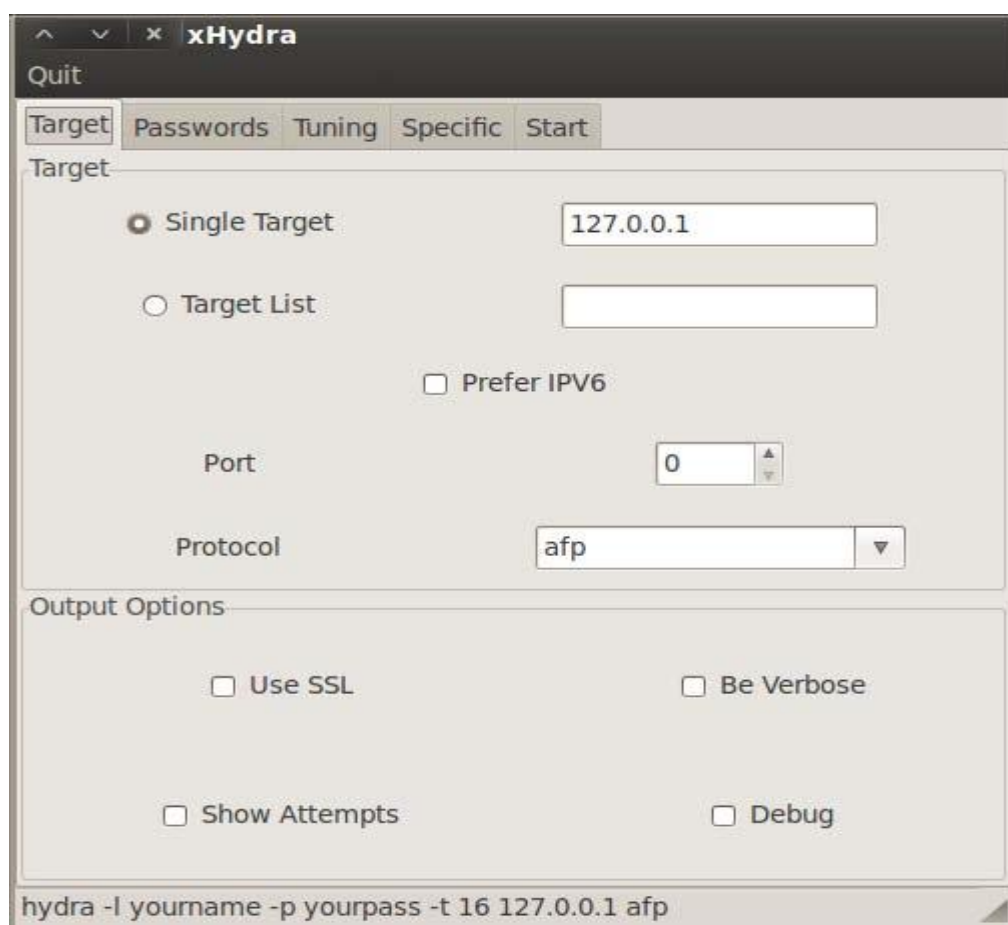 xHydra
Quit
Target Passwords Tuning Specific Start
Target
Single Target 127.0.0.1
Target List
Prefer IPV6
Port 0
Protocol afp
Output Options
Use SSL Be Verbose
Show Attempts Debug
hydra -l yourname -p yourpass -t 16 127.0.0.1 afp